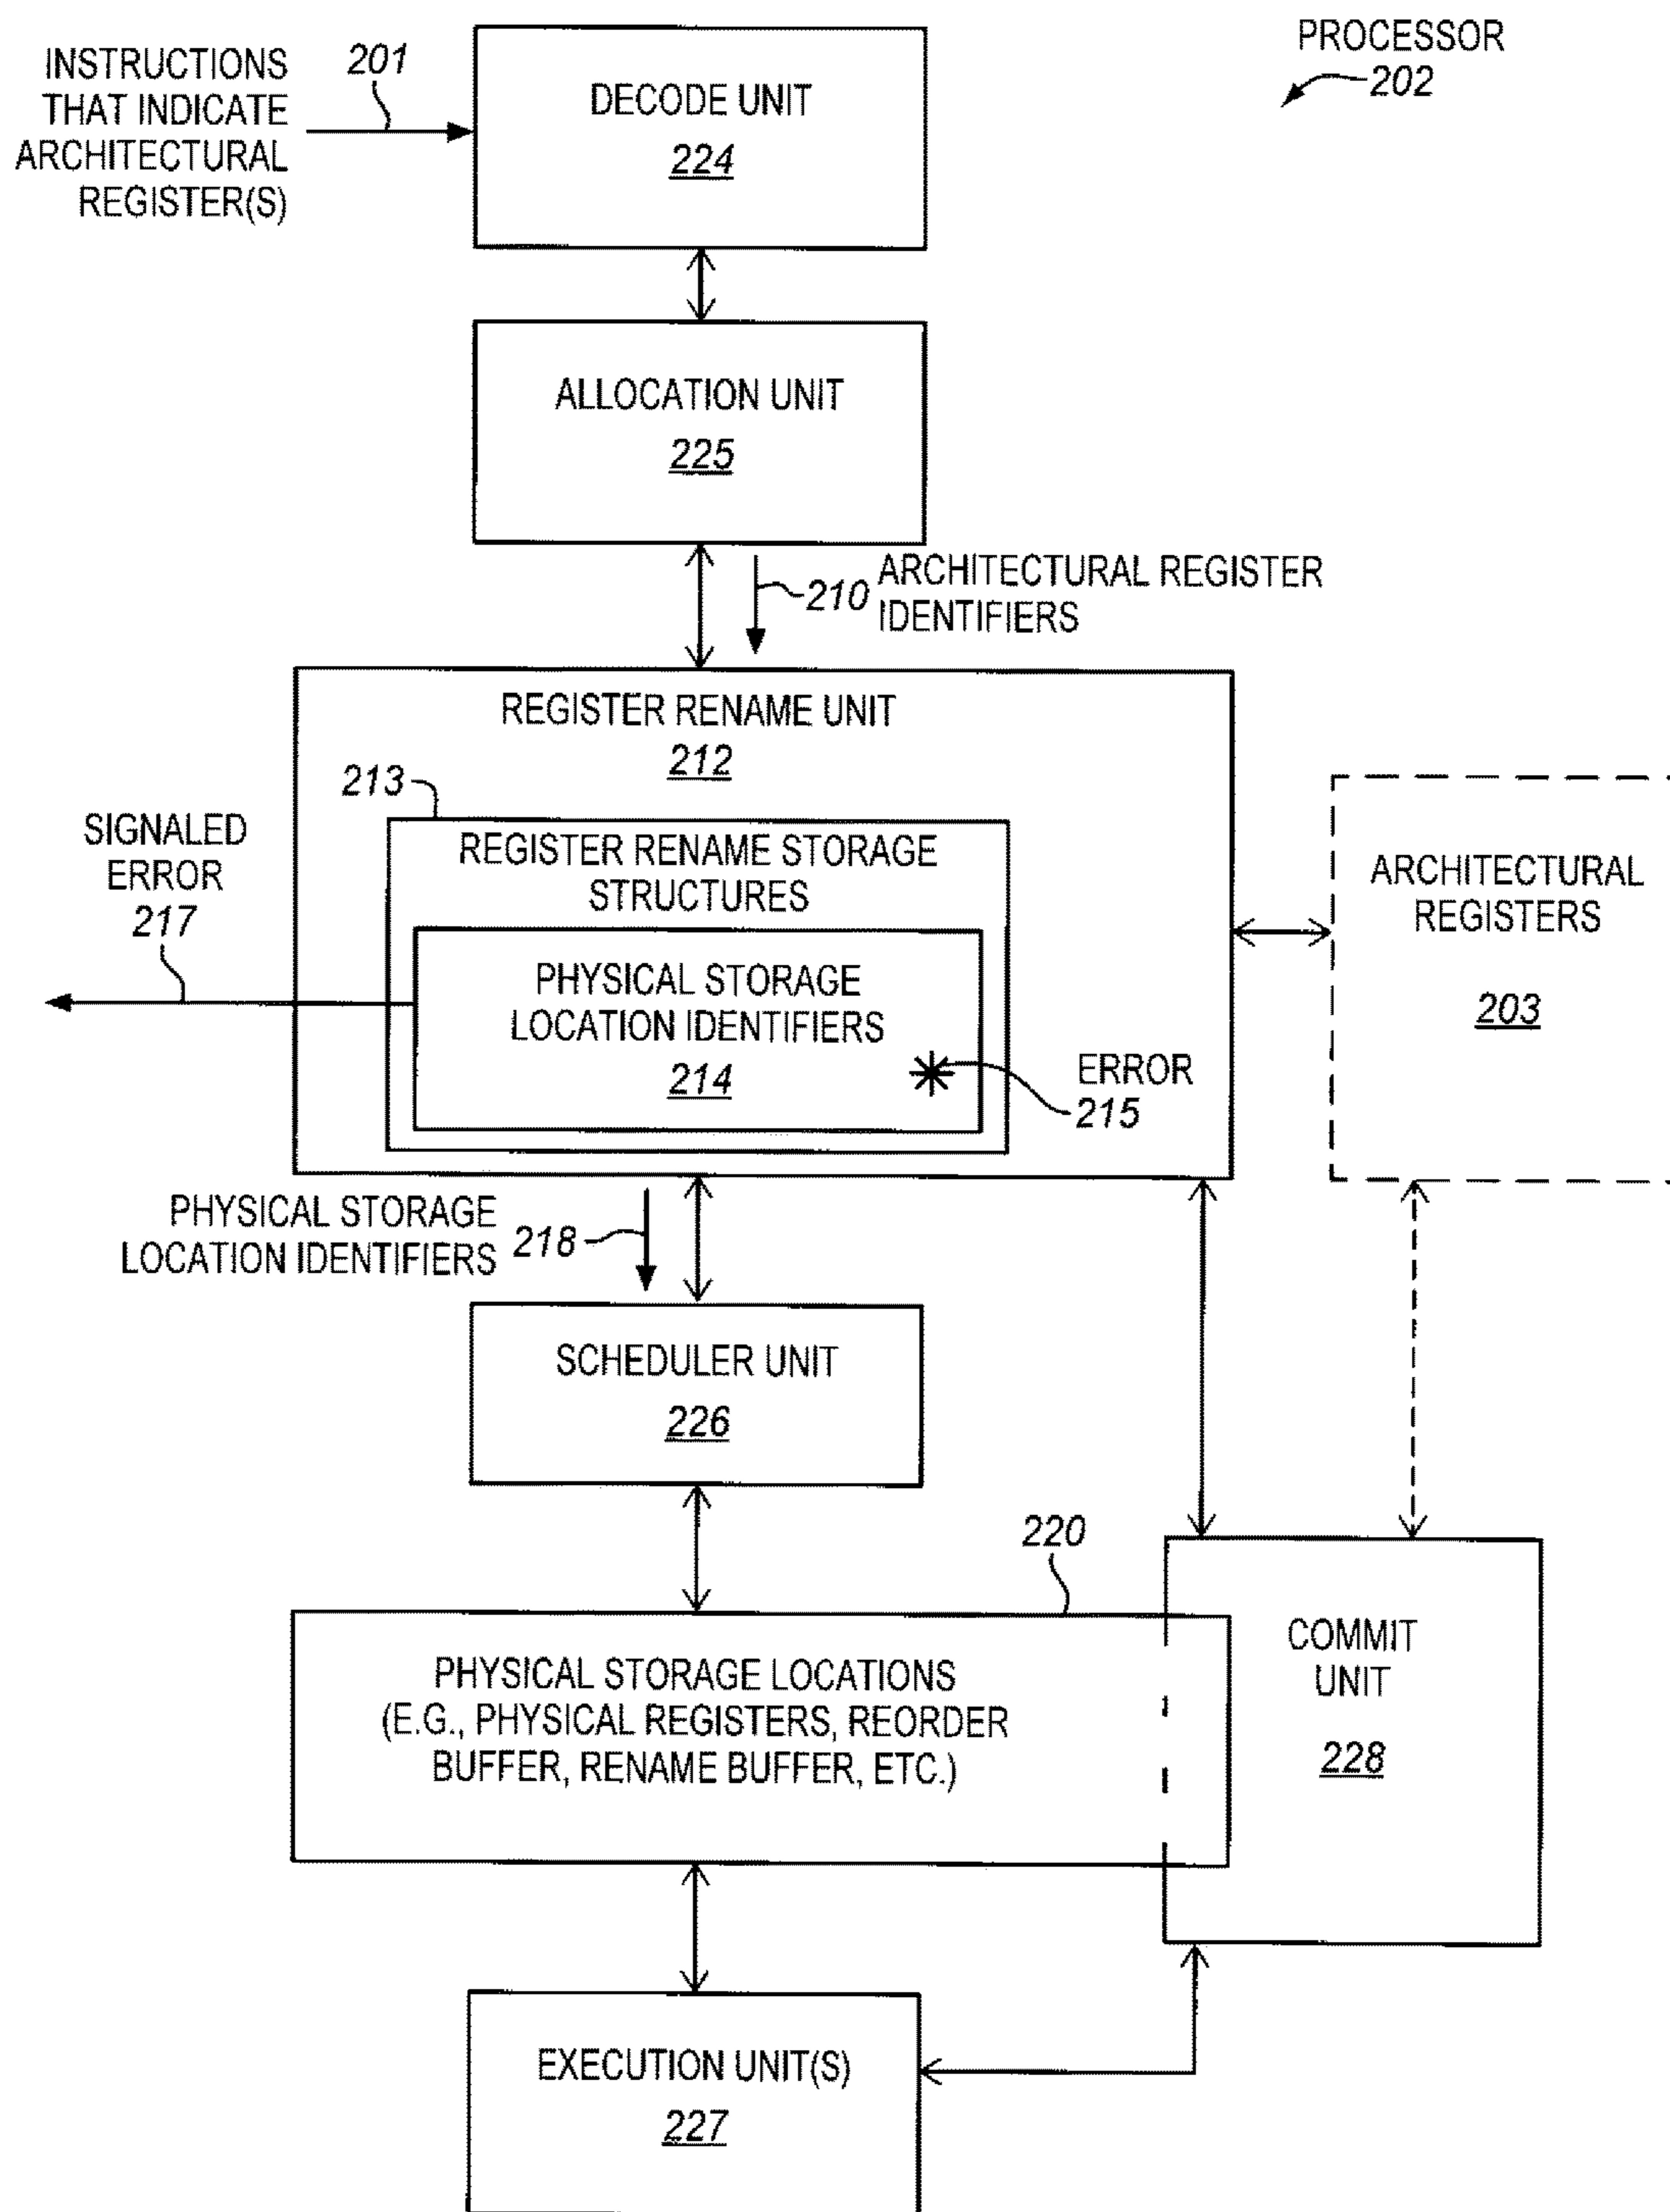 INSTRUCTIONS
THAT INDICATE
ARCHITECTURAL
REGISTER(S)
201
DECODE UNIT
224
PROCESSOR
202
ALLOCATION UNIT
225
210
ARCHITECTURAL REGISTER
IDENTIFIERS
REGISTER RENAME UNIT
212
213
REGISTER RENAME STORAGE
STRUCTURES
SIGNALED
ERROR
217
PHYSICAL STORAGE
LOCATION IDENTIFIERS
214
ERROR
215
ARCHITECTURAL
REGISTERS
203
PHYSICAL STORAGE
LOCATION IDENTIFIERS
218
SCHEDULER UNIT
226
220
PHYSICAL STORAGE LOCATIONS
(E.G., PHYSICAL REGISTERS, REORDER
BUFFER, RENAME BUFFER, ETC.)
COMMIT
UNIT
228
EXECUTION UNIT(S)
227